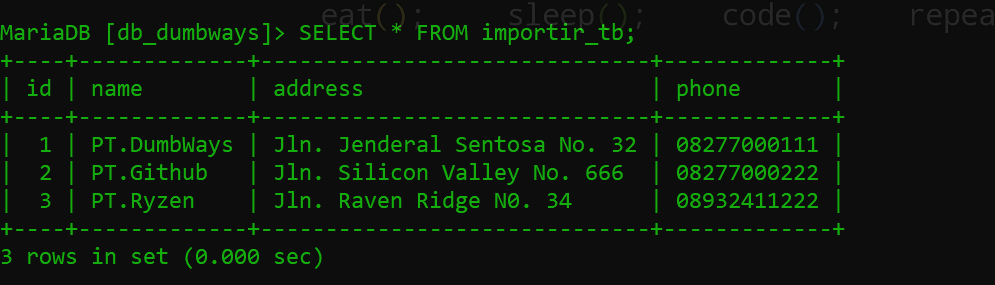 eat(); sleep(); code(); repea
MariaDB [db_dumbways]> SELECT * FROM importir_tb;
+----+-------------+------------------------------+-------------+
| id | name        | address                      | phone       |
+----+-------------+------------------------------+-------------+
|  1 | PT.DumbWays | Jln. Jenderal Sentosa No. 32 | 08277000111 |
|  2 | PT.Github   | Jln. Silicon Valley No. 666  | 08277000222 |
|  3 | PT.Ryzen    | Jln. Raven Ridge N0. 34      | 08932411222 |
+----+-------------+------------------------------+-------------+
3 rows in set (0.000 sec)